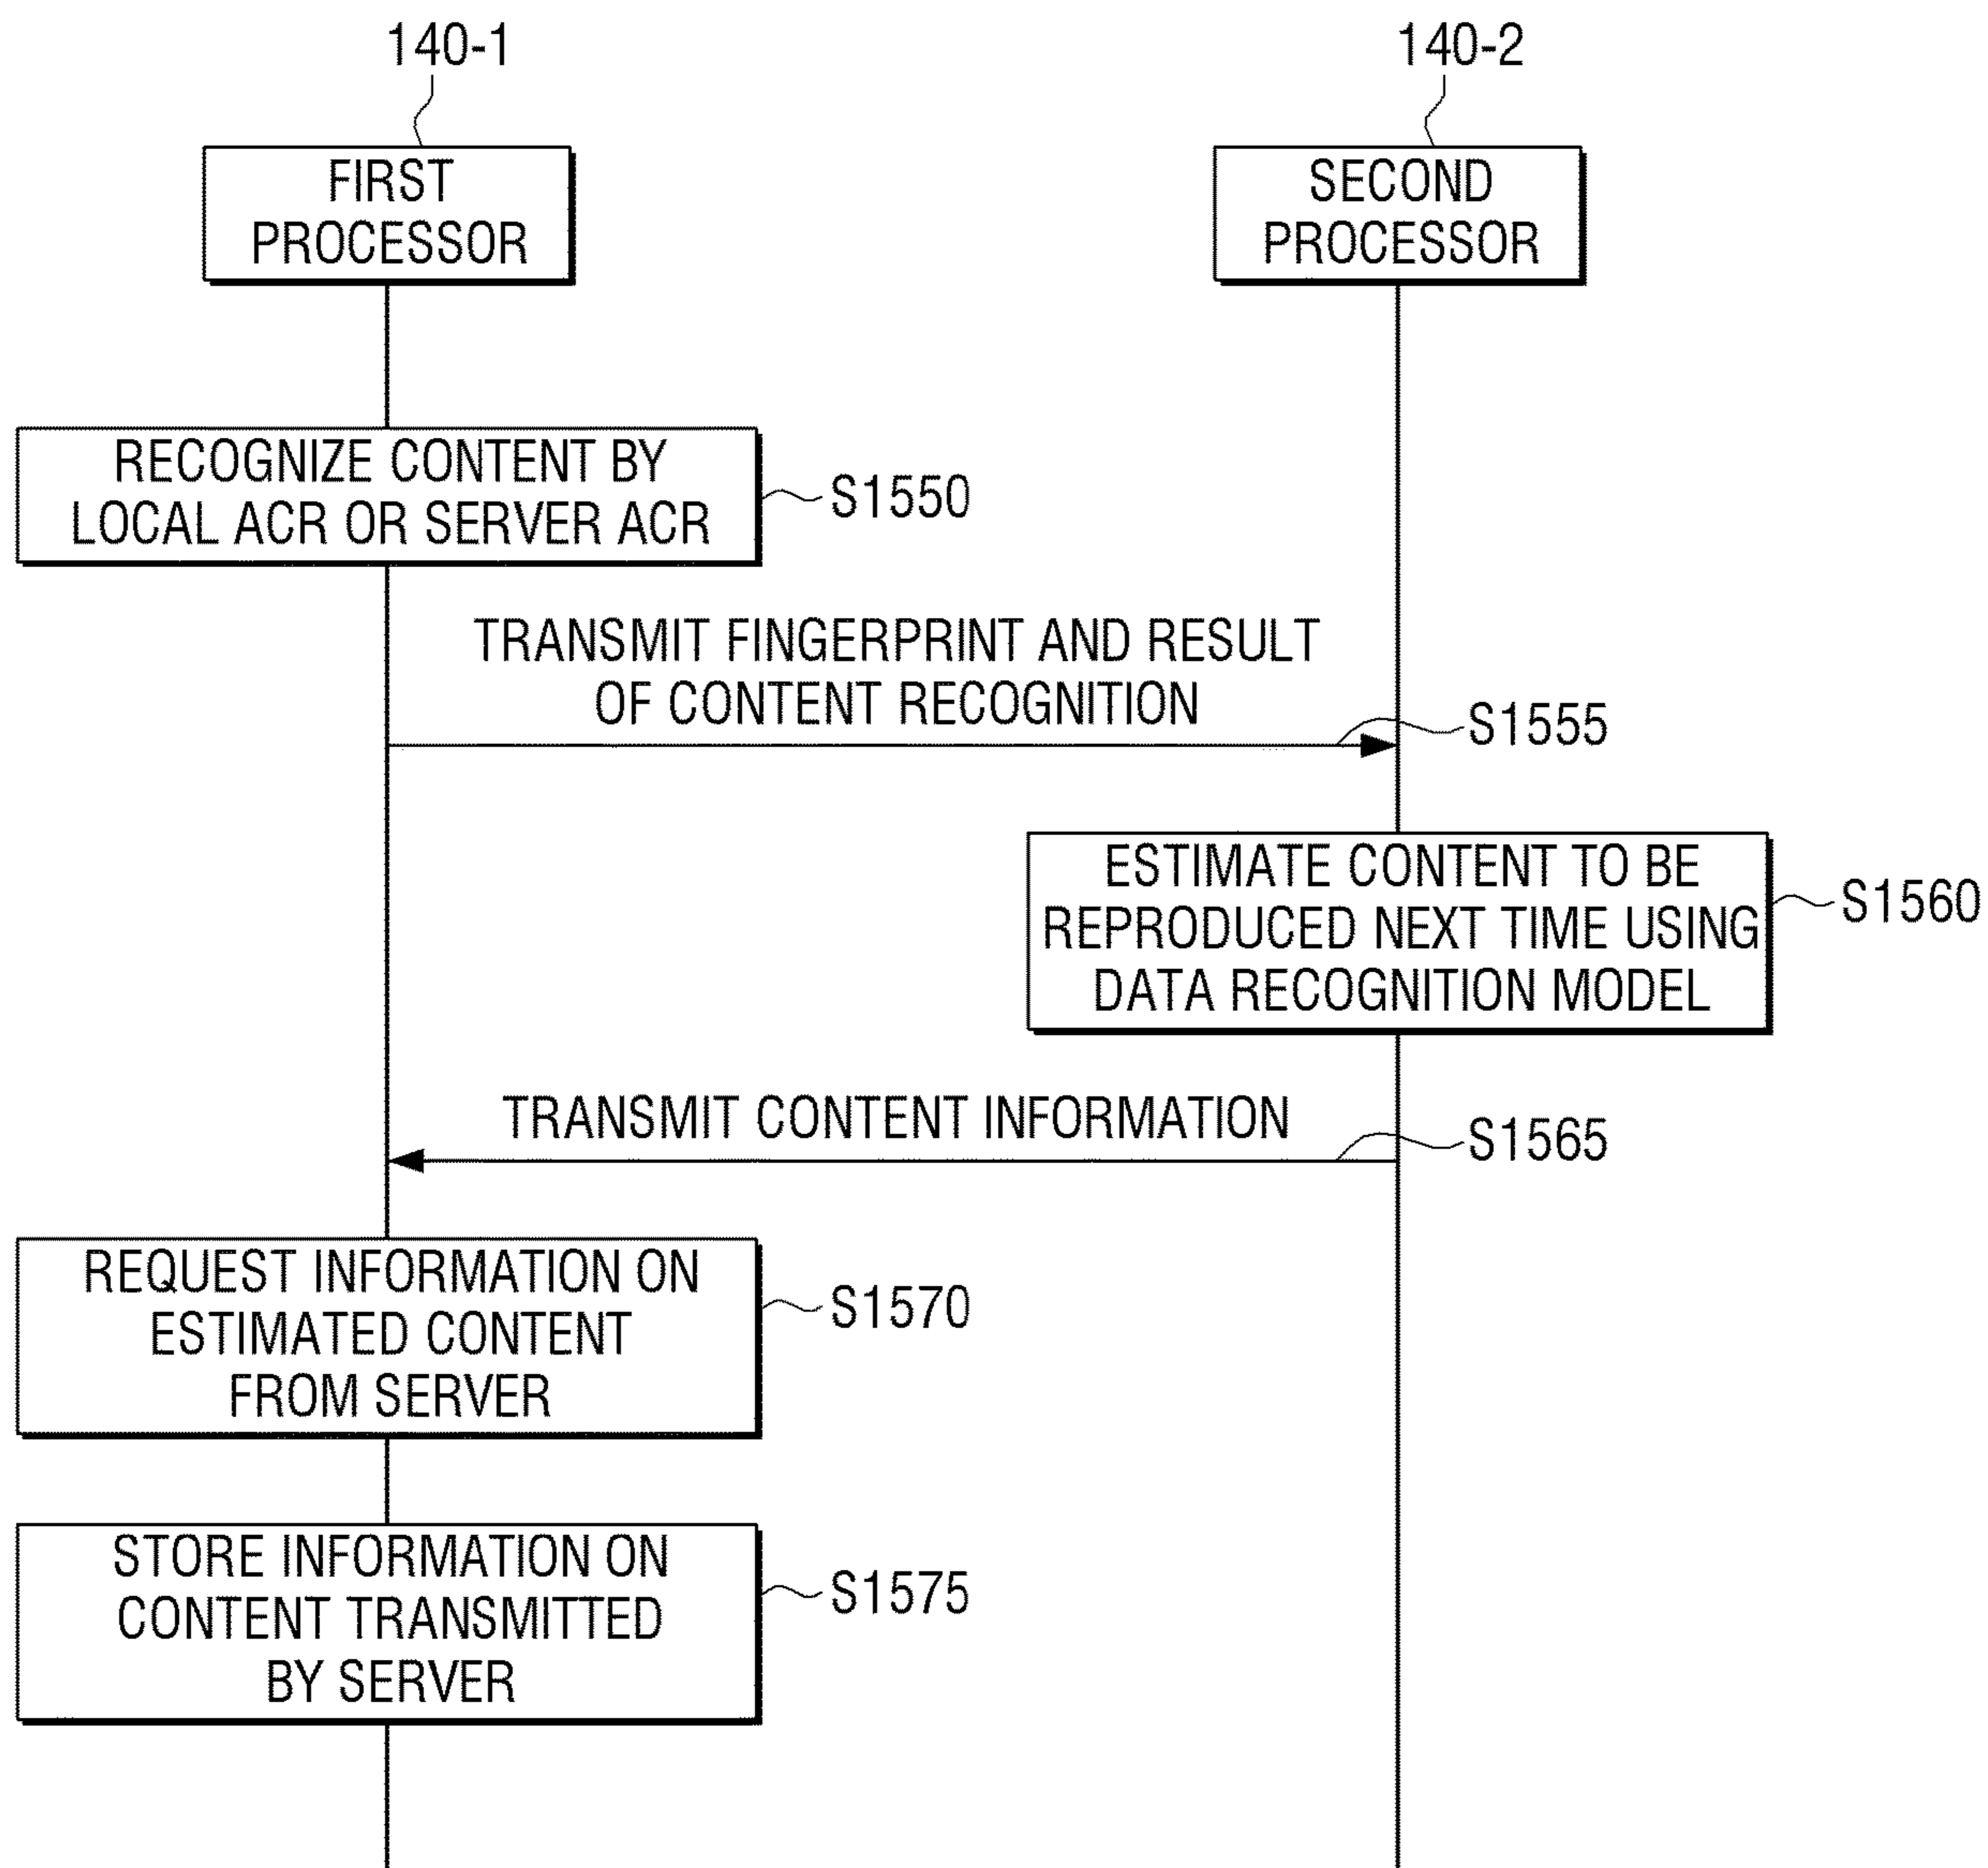 140-1
140-2
FIRST
PROCESSOR
SECOND
PROCESSOR
RECOGNIZE CONTENT BY
LOCAL ACR OR SERVER ACR
S1550
TRANSMIT FINGERPRINT AND RESULT
OF CONTENT RECOGNITION
S1555
ESTIMATE CONTENT TO BE
REPRODUCED NEXT TIME USING
DATA RECOGNITION MODEL
S1560
TRANSMIT CONTENT INFORMATION
S1565
REQUEST INFORMATION ON
ESTIMATED CONTENT
FROM SERVER
S1570
STORE INFORMATION ON
CONTENT TRANSMITTED
BY SERVER
S1575